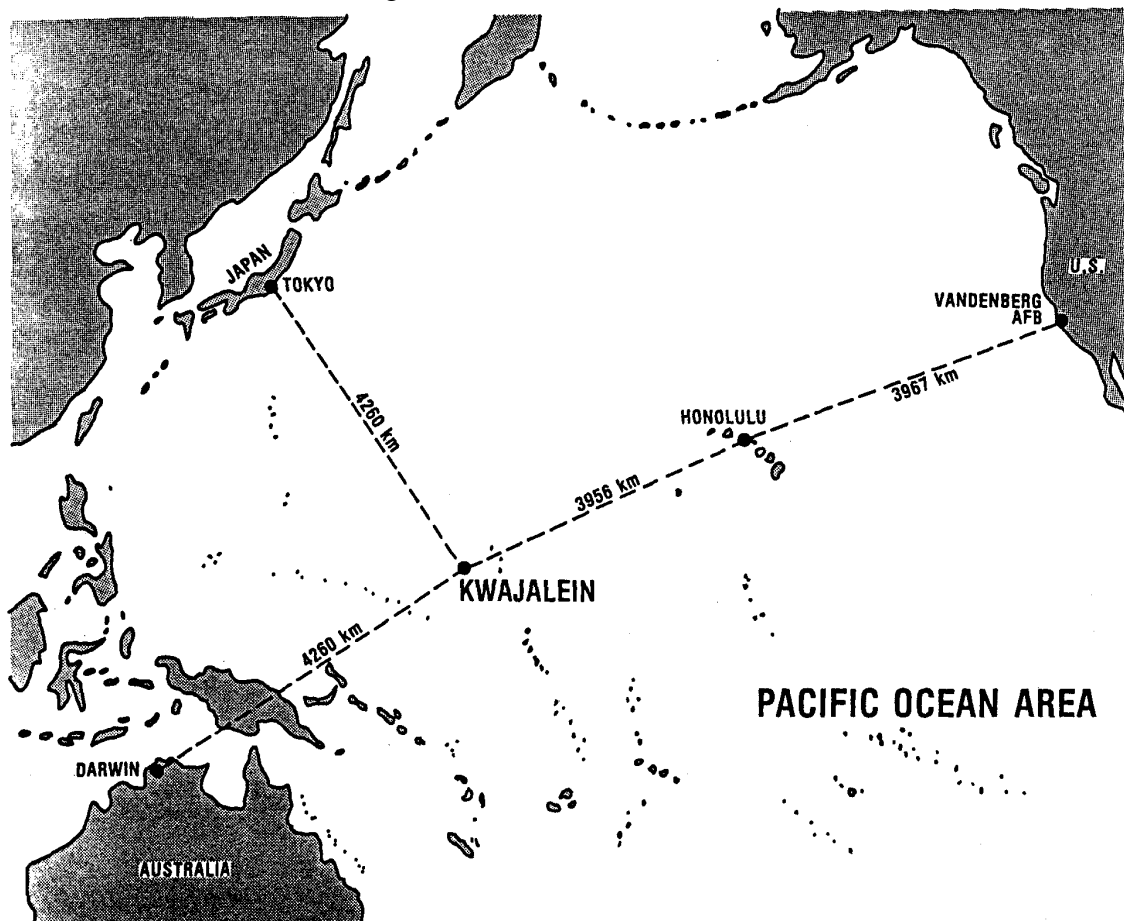 JAPAN
TOKYO
U.S.
VANDENBERG
AFB
3967 km
4260 km
HONOLULU
3956 km
KWAJALEIN
4260 km
PACIFIC OCEAN AREA
DARWIN
AUSTRALIA